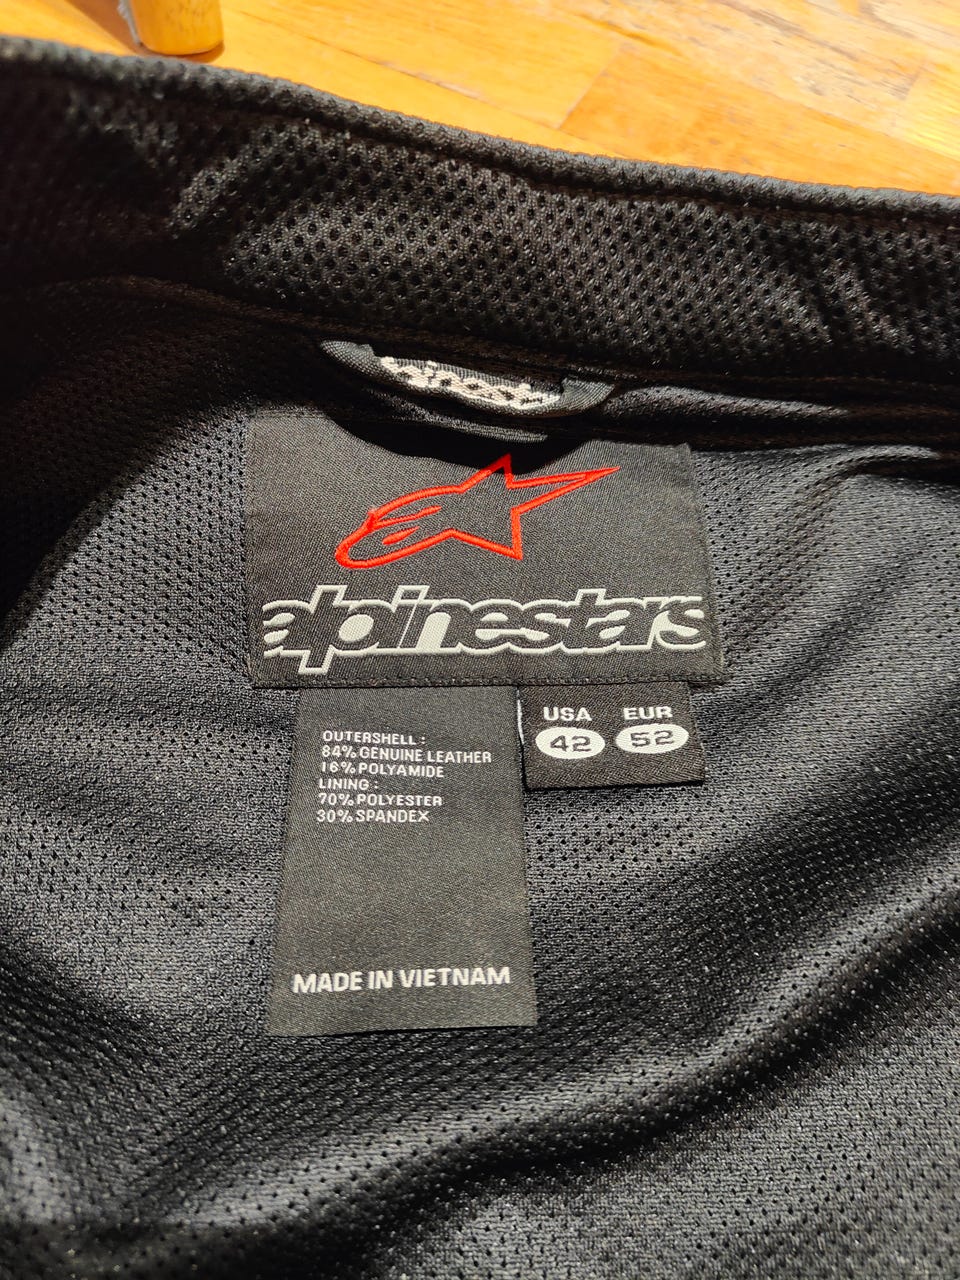 alpinestars
USA EUR
42 52
OUTERSHELL :
84% GENUINE LEATHER
16% POLYAMIDE
LINING :
70% POLYESTER
30% SPANDEX
MADE IN VIETNAM